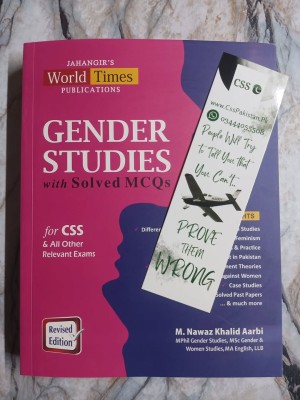 JAHANGIR'S
World Times
PUBLICATIONS
GENDER
STUDIES
with Solved MCQs
for CSS
& All Other
Relevant Exams
Revised
Edition
CSS
www.CssPakistan.Pk
People Will Try
to Tell You that
You Can't...
PROVE
THEM
WRONG
Different
Studies
Feminism
& Practice
in Pakistan
Theories
Women
Case Studies
Solved Past Papers
... & much more
M. Nawaz Khalid Aarbi
MPhil Gender Studies, MSc Gender &
Women Studies, MA English, LLB